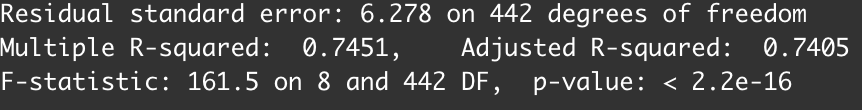 Residual standard error: 6.278 on 442 degrees of freedom
Multiple R-squared:  0.7451,    Adjusted R-squared:  0.7405
F-statistic: 161.5 on 8 and 442 DF,  p-value: < 2.2e-16